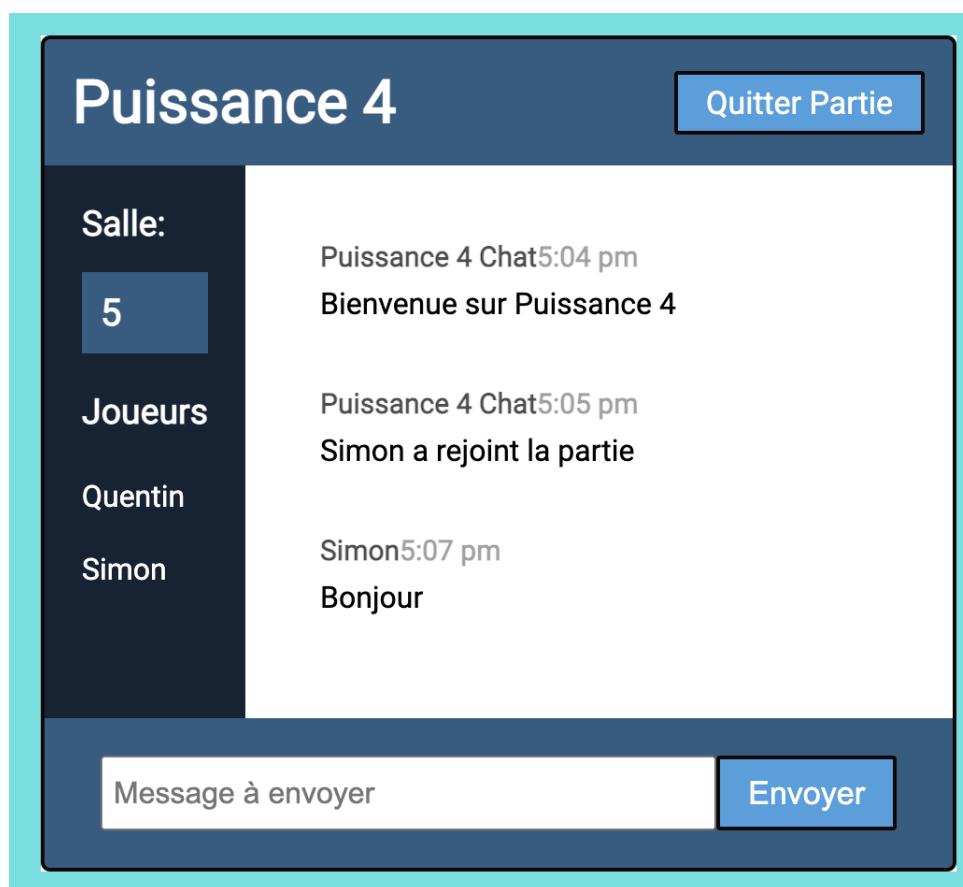 Puissance 4
Quitter Partie
Salle:
5
Joueurs
Quentin
Simon
Puissance 4 Chat5:04 pm
Bienvenue sur Puissance 4
Puissance 4 Chat5:05 pm
Simon a rejoint la partie
Simon5:07 pm
Bonjour
Message à envoyer
Envoyer